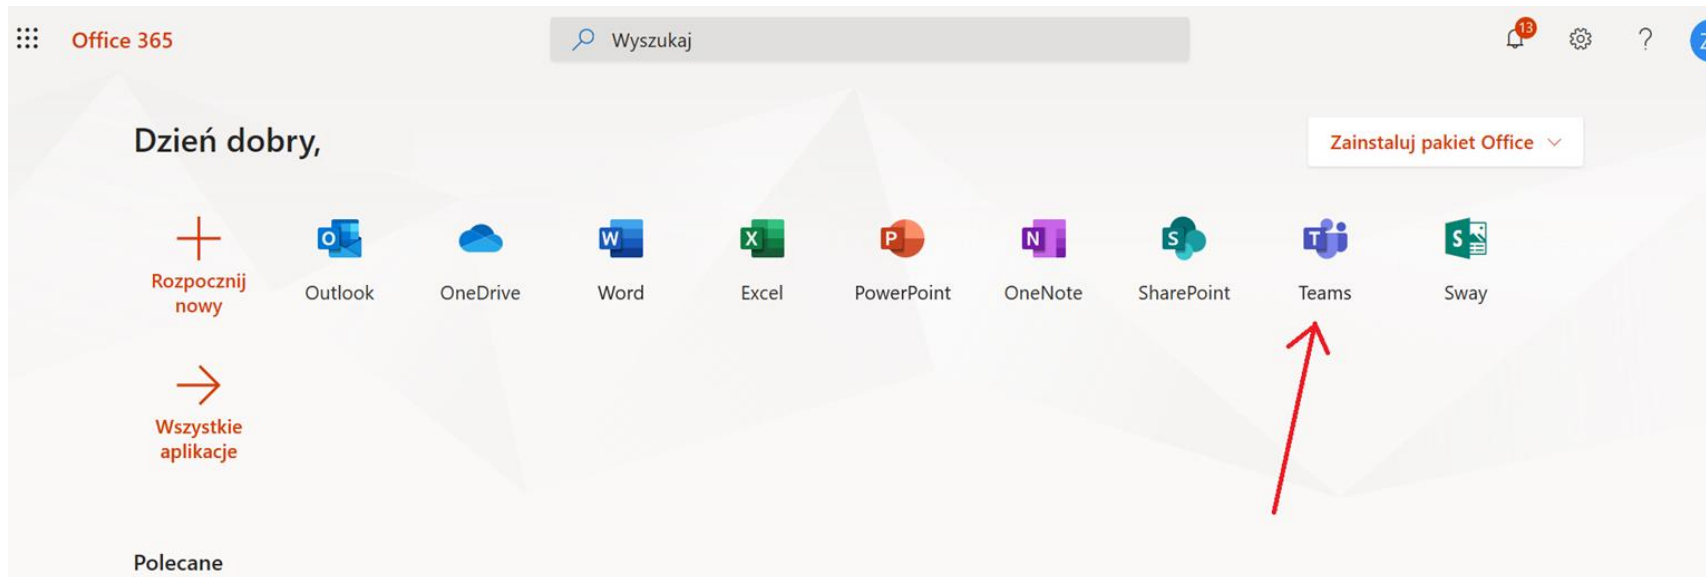 Office 365
Wyszukaj
13
?
Z
Dzień dobry,
Zainstaluj pakiet Office
Rozpocznij
nowy
Outlook
OneDrive
Word
Excel
PowerPoint
OneNote
SharePoint
Teams
Sway
Wszystkie
aplikacje
Polecane